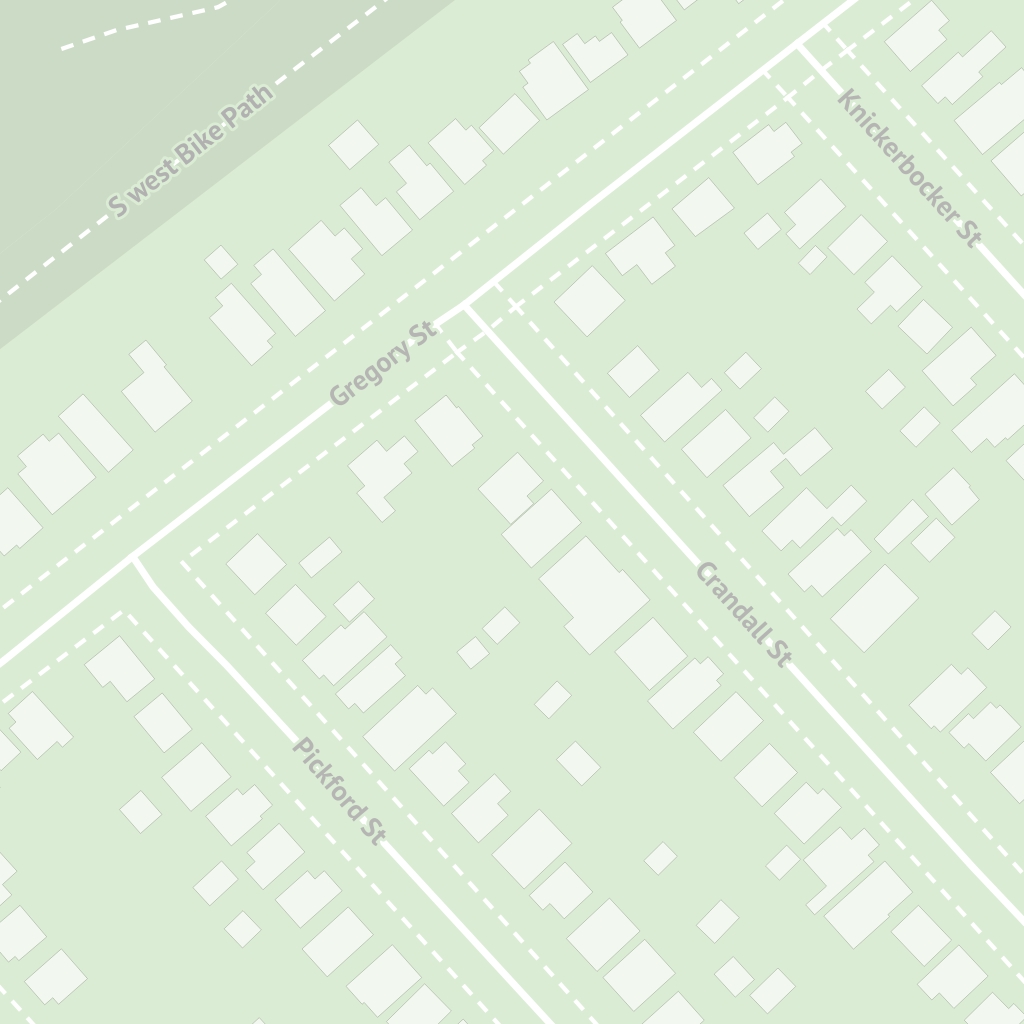 S west Bike Path
Knickerbocker St
Gregory St
Crandall St
Pickford St